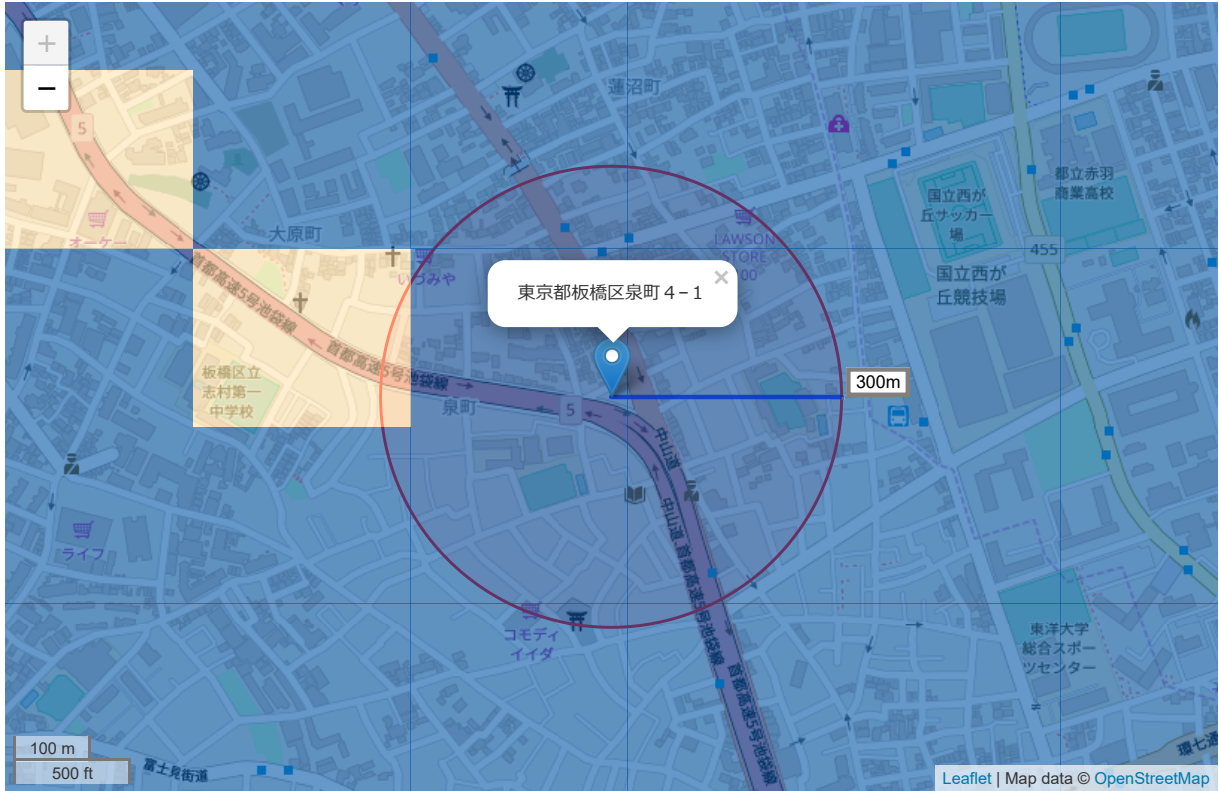 +
−
5
蓮沼町
オーケー
大原町
LAWSON
STORE
00
国立西が
丘サッカー
場
都立赤羽
商業高校
455
国立西が
丘競技場
いづみや
東京都板橋区泉町４−１
×
首都高速5号池袋線
首都高速5号池袋線
板橋区立
志村第一
中学校
300m
泉町
5
中山道
中山道
首都高速5号池袋線
首都高速5号池袋線
ライフ
コモディ
イイダ
東洋大学
総合スポー
ツセンター
環七通
富士見街道
100 m
500 ft
Leaflet | Map data © OpenStreetMap